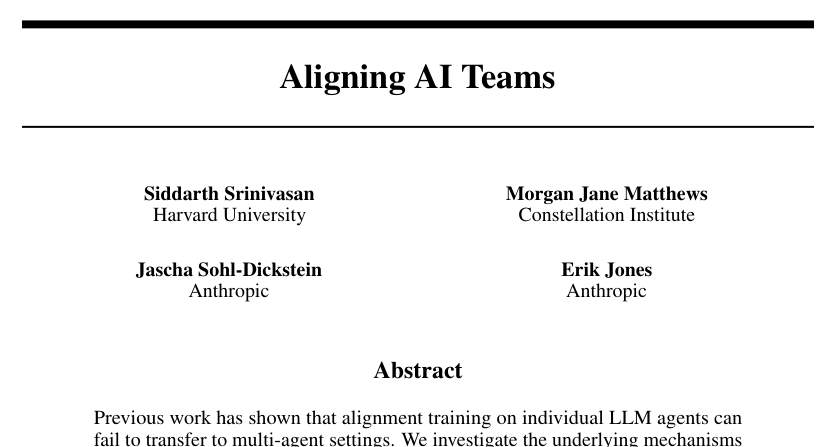 Aligning AI Teams
Siddarth Srinivasan
Harvard University
Morgan Jane Matthews
Constellation Institute
Jascha Sohl-Dickstein
Anthropic
Erik Jones
Anthropic
Abstract
Previous work has shown that alignment training on individual LLM agents can
fail to transfer to multi-agent settings. We investigate the underlying mechanisms